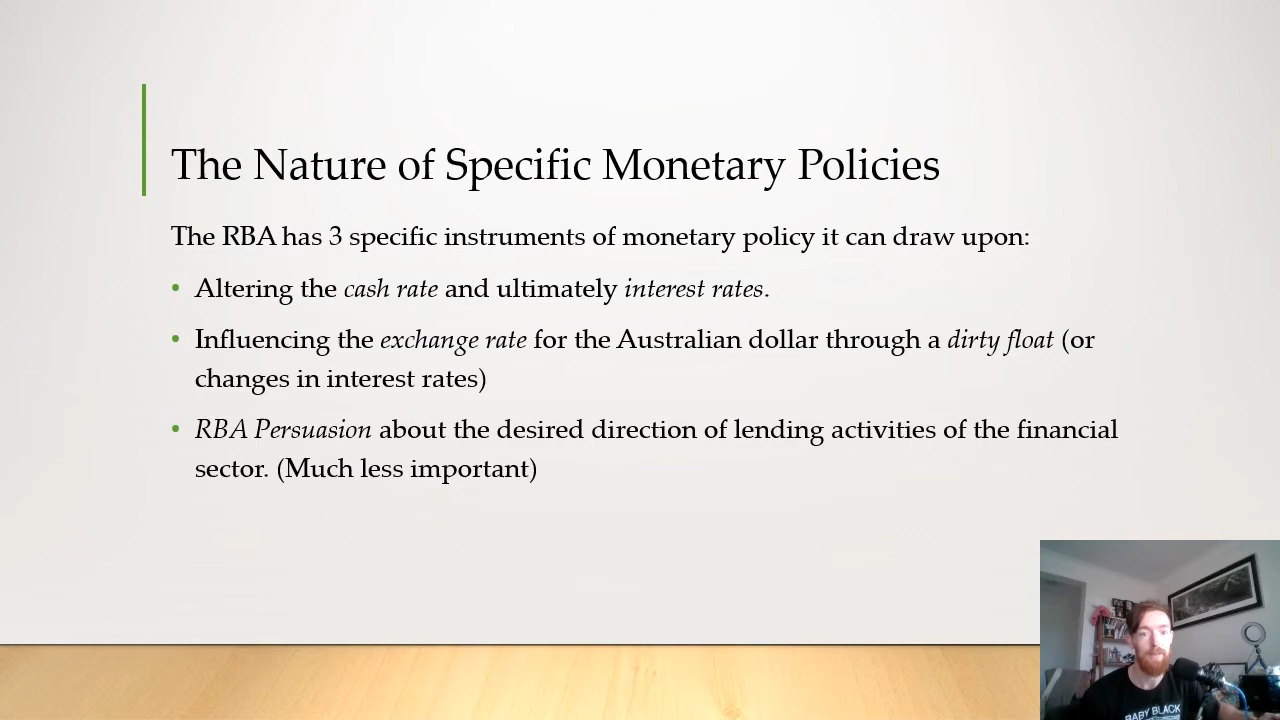 The Nature of Specific Monetary Policies
The RBA has 3 specific instruments of monetary policy it can draw upon:
• Altering the cash rate and ultimately interest rates.
• Influencing the exchange rate for the Australian dollar through a dirty float (or
changes in interest rates)
• RBA Persuasion about the desired direction of lending activities of the financial
sector. (Much less important)
BABY BLACK